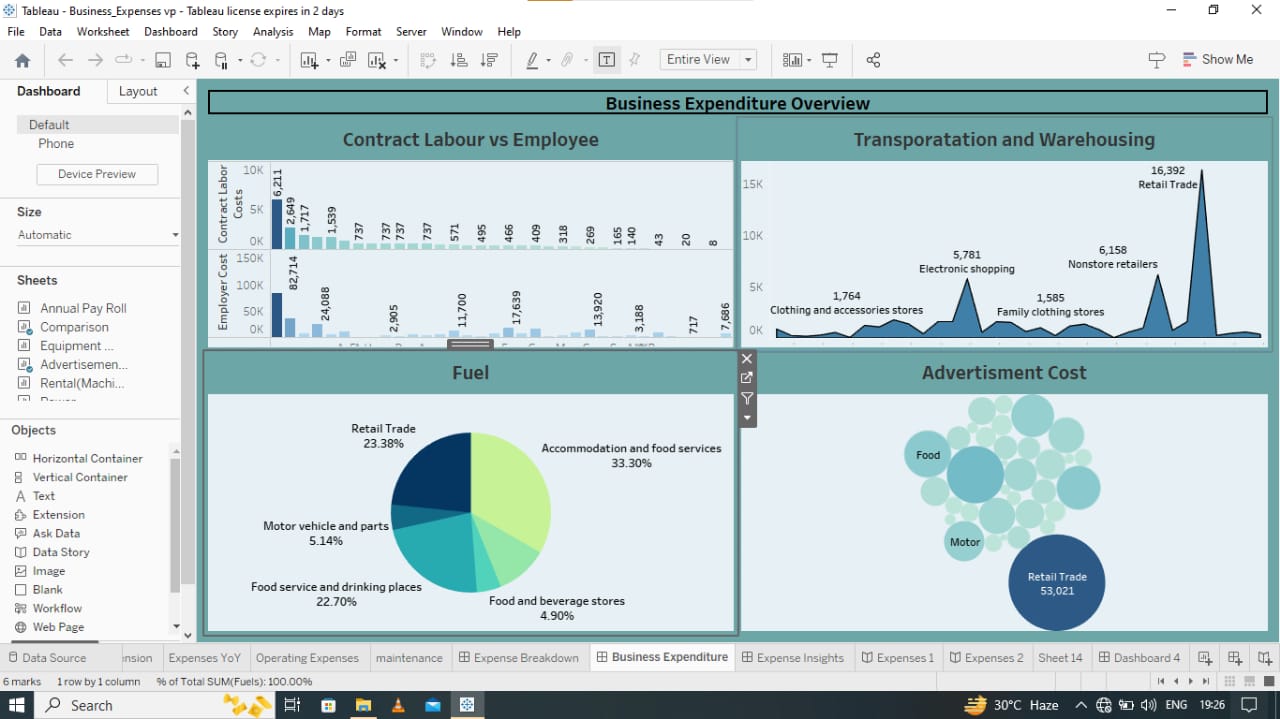 Tableau - Business_Expenses vp - Tableau license expires in 2 days
File Data Worksheet Dashboard Story Analysis Map Format Server Window Help
Entire View
Show Me
Dashboard Layout
Default
Phone
Device Preview
Size
Automatic
Sheets
Annual Pay Roll
Comparison
Equipment ...
Advertisemen...
Rental(Machi...
Objects
Horizontal Container
Vertical Container
Text
Extension
Ask Data
Data Story
Image
Blank
Workflow
Web Page
Business Expenditure Overview
Contract Labour vs Employee
Contract Labor Costs
10K
5K
0K
6,211
2,649
1,717
1,539
737
737
737
737
571
495
466
409
318
269
165
140
43
20
8
Employer Cost
150K
100K
50K
0K
82,714
24,088
2,905
11,700
17,639
13,920
3,188
717
7,686
Transporatation and Warehousing
15K
10K
5K
0K
16,392
Retail Trade
5,781
Electronic shopping
6,158
Nonstore retailers
1,764
Clothing and accessories stores
1,585
Family clothing stores
Fuel
Retail Trade
23.38%
Accommodation and food services
33.30%
Motor vehicle and parts
5.14%
Food service and drinking places
22.70%
Food and beverage stores
4.90%
Advertisment Cost
Food
Motor
Retail Trade
53,021
Data Source nsion Expenses YoY Operating Expenses maintenance Expense Breakdown Business Expenditure Expense Insights Expenses 1 Expenses 2 Sheet 14 Dashboard 4
6 marks 1 row by 1 column % of Total SUM(Fuels): 100.00%
Search
30°C Haze ENG 19:26